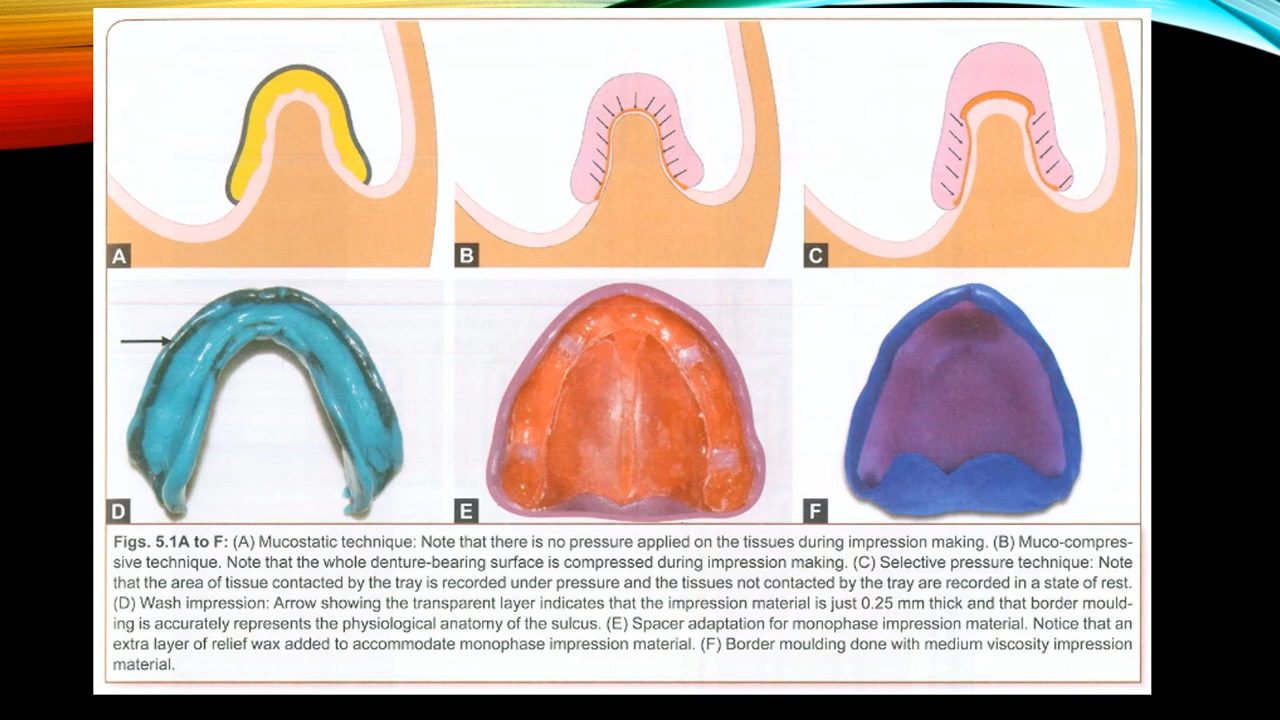 A
B
C
D
E
F
Figs. 5.1A to F: (A) Mucostatic technique: Note that there is no pressure applied on the tissues during impression making. (B) Muco-compres-
sive technique. Note that the whole denture-bearing surface is compressed during impression making. (C) Selective pressure technique: Note
that the area of tissue contacted by the tray is recorded under pressure and the tissues not contacted by the tray are recorded in a state of rest.
(D) Wash impression: Arrow showing the transparent layer indicates that the impression material is just 0.25 mm thick and that border mould-
ing is accurately represents the physiological anatomy of the sulcus. (E) Spacer adaptation for monophase impression material. Notice that an
extra layer of relief wax added to accommodate monophase impression material. (F) Border moulding done with medium viscosity impression
material.